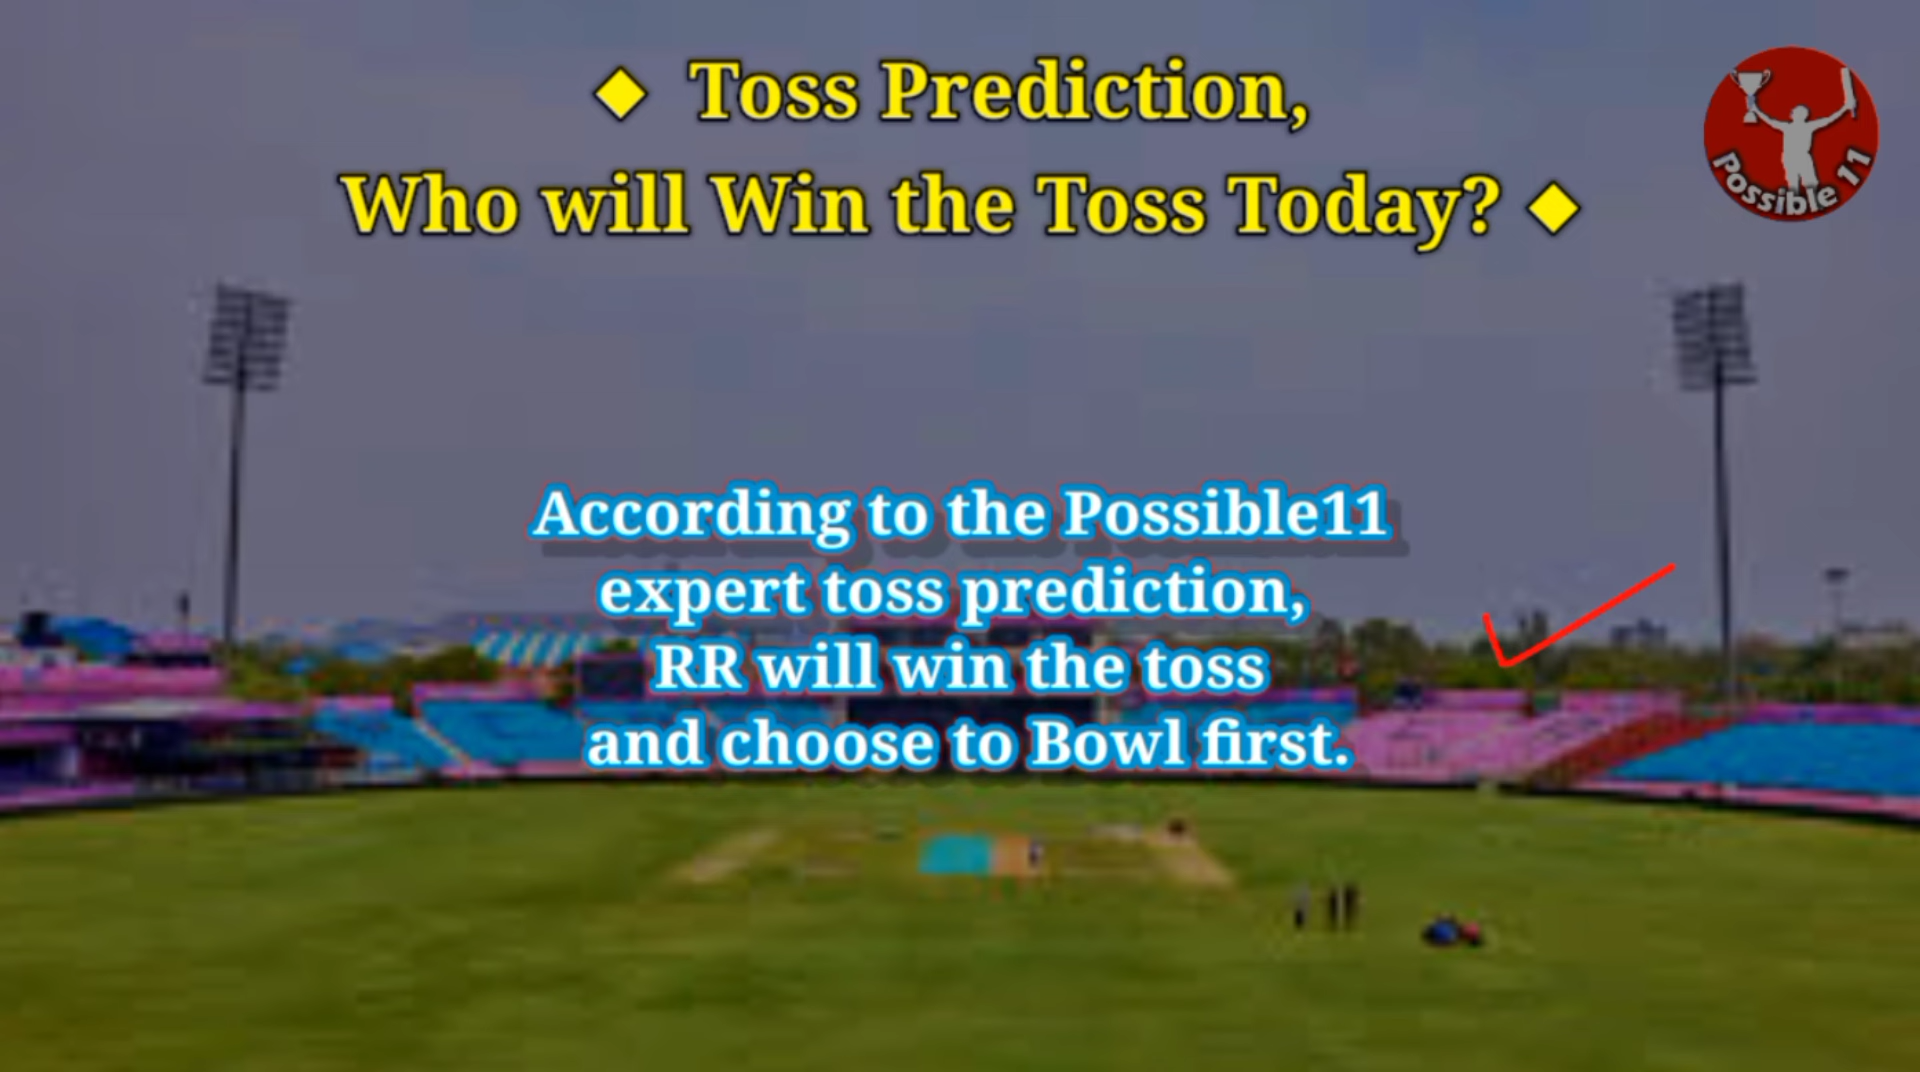 ◆ Toss Prediction,
Who will Win the Toss Today? ◆
Possible 11
According to the Possible11
expert toss prediction,
RR will win the toss
and choose to Bowl first.